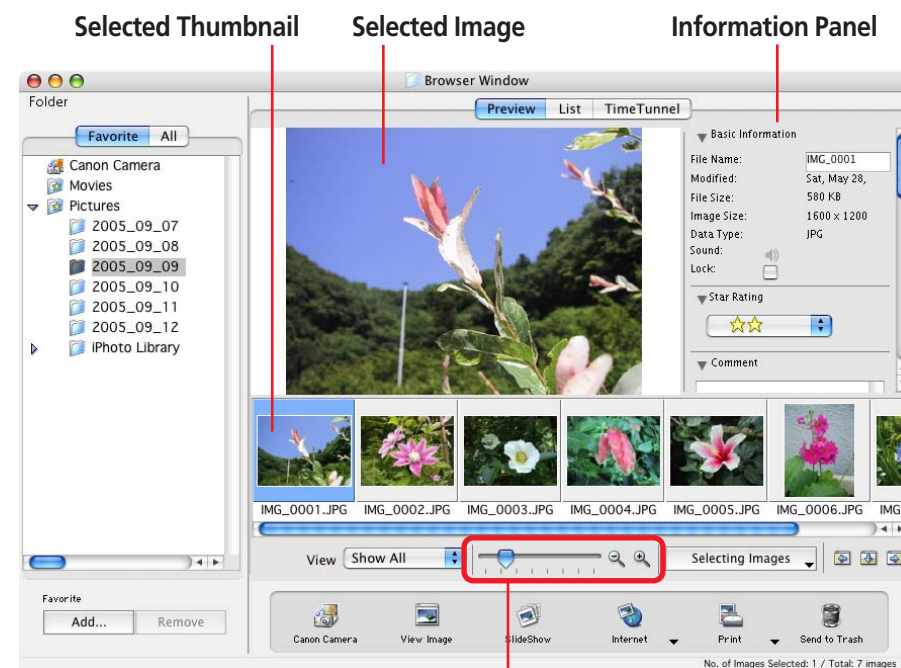 Selected Thumbnail Selected Image Information Panel
Browser Window
Folder
Preview List TimeTunnel
Favorite All
Canon Camera
Movies
Pictures
2005_09_07
2005_09_08
2005_09_09
2005_09_10
2005_09_11
2005_09_12
iPhoto Library
Basic Information
File Name: IMG_0001
Modified: Sat, May 28,
File Size: 580 KB
Image Size: 1600 x 1200
Data Type: JPG
Sound:
Lock:
Star Rating
Comment
IMG_0001.JPG IMG_0002.JPG IMG_0003.JPG IMG_0004.JPG IMG_0005.JPG IMG_0006.JPG IMG
View Show All Selecting Images
Favorite
Add... Remove
Canon Camera View Image SlideShow Internet Print Send to Trash
No. of Images Selected: 1 / Total: 7 images